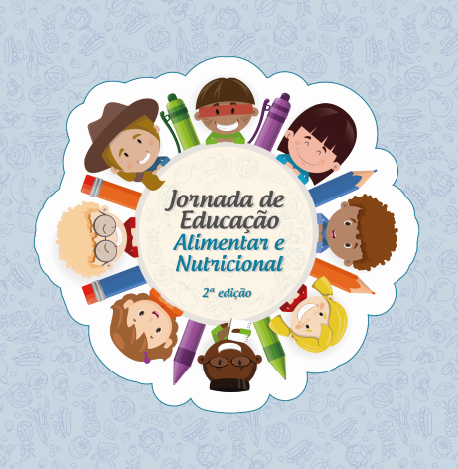 Jornada de
Educação
Alimentar e
Nutricional
2ª edição